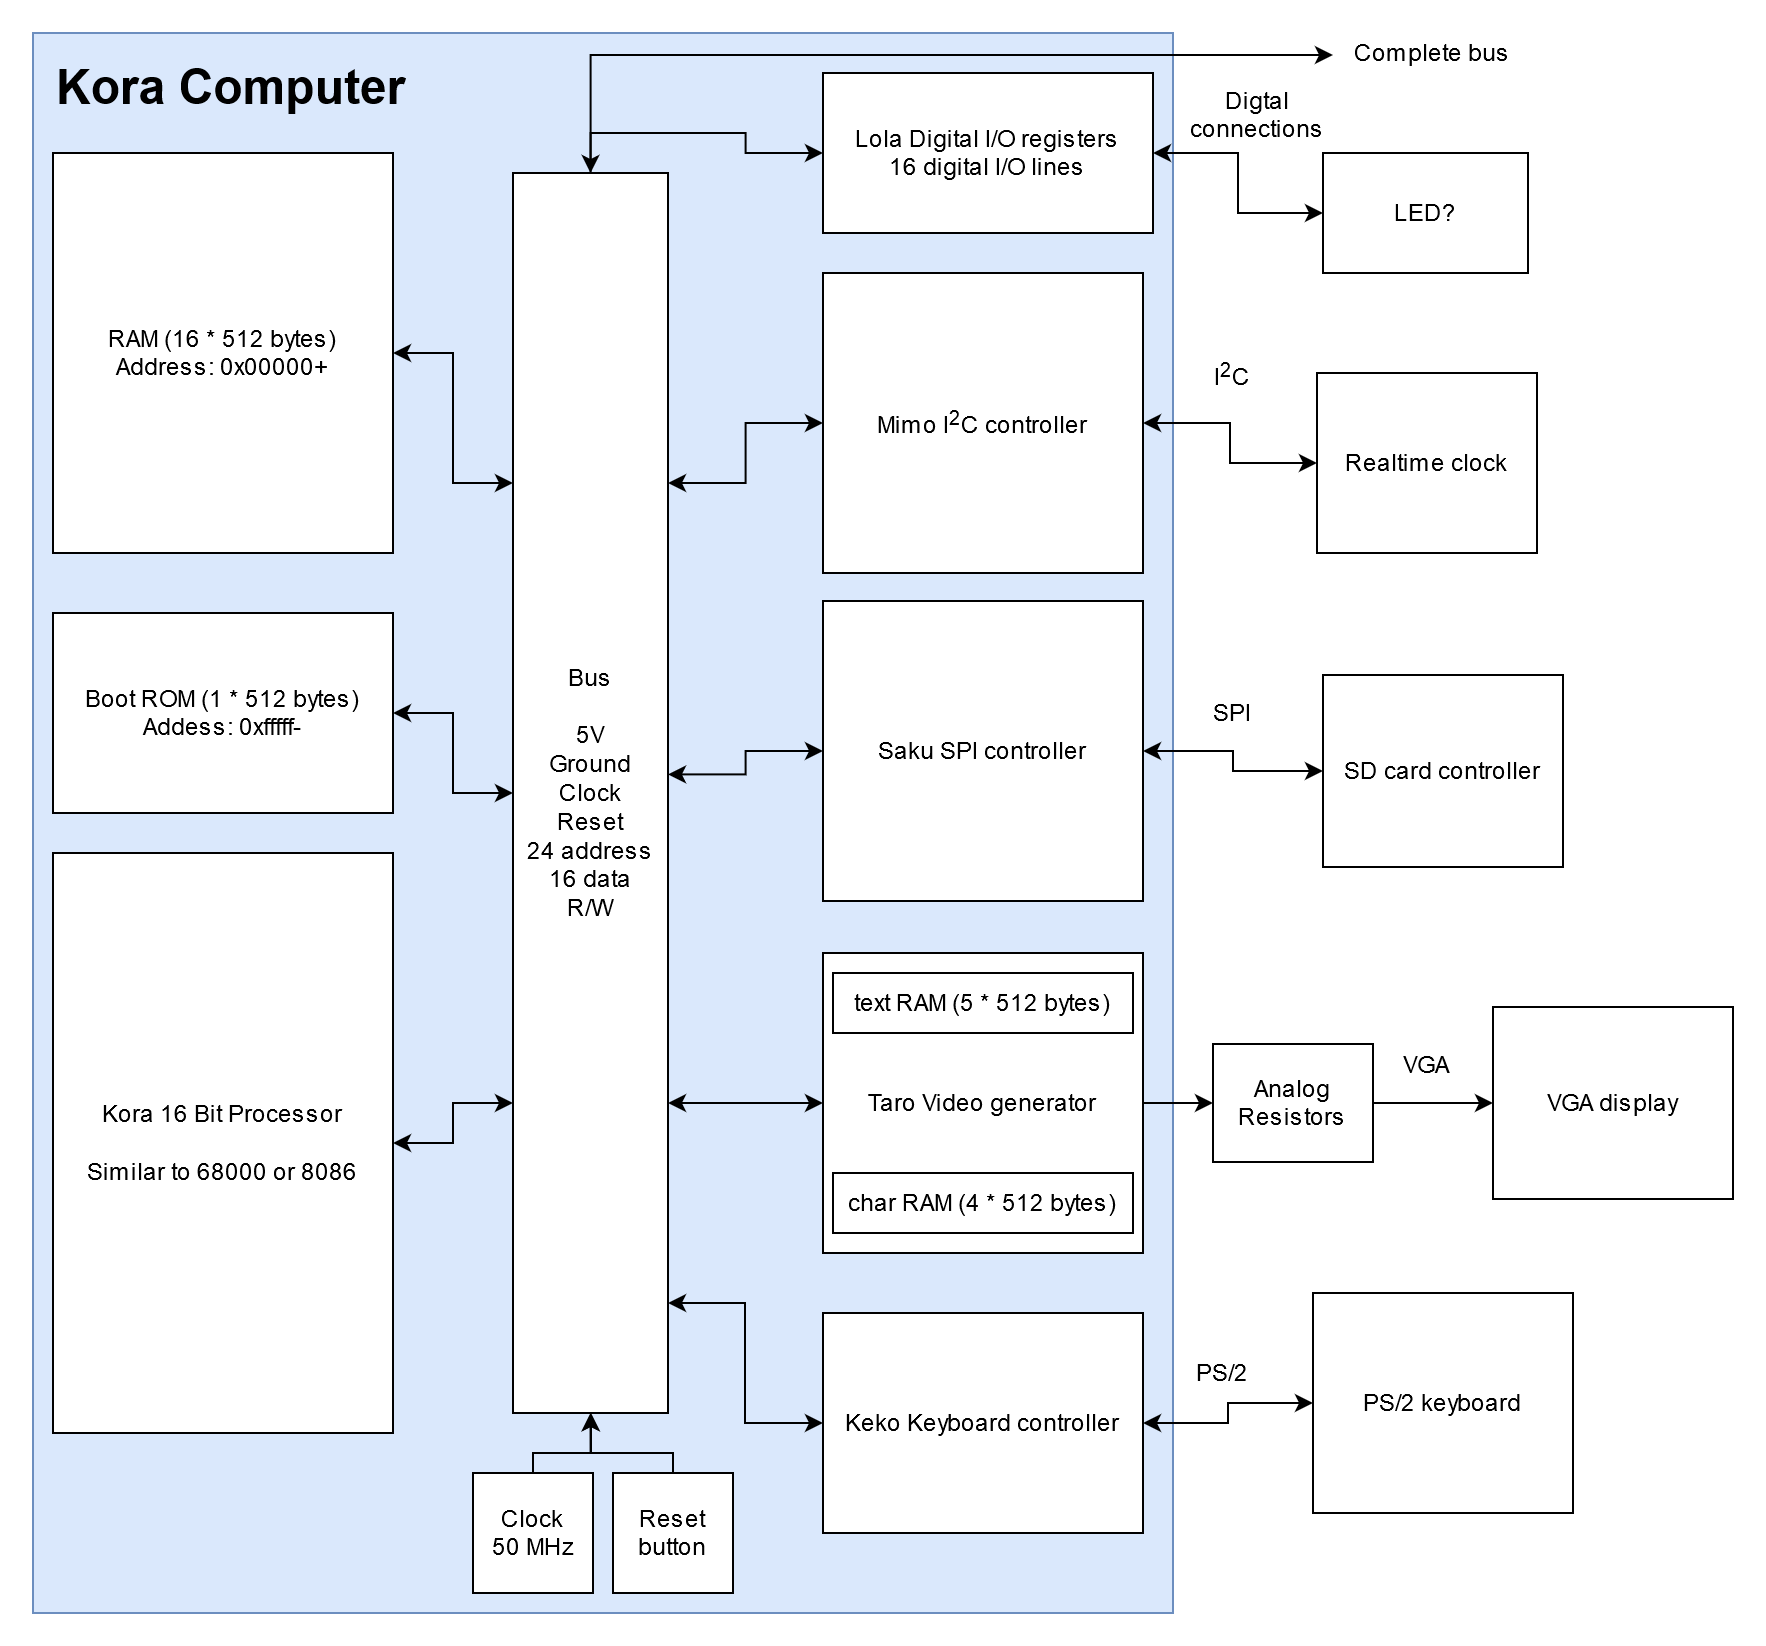 Kora Computer
Complete bus
Digtal
connections
Lola Digital I/O registers
16 digital I/O lines
LED?
RAM (16 * 512 bytes)
Address: 0x00000+
Mimo I²C controller
I²C
Realtime clock
Boot ROM (1 * 512 bytes)
Addess: 0xfffff-
Bus
5V
Ground
Clock
Reset
24 address
16 data
R/W
Saku SPI controller
SPI
SD card controller
Kora 16 Bit Processor
Similar to 68000 or 8086
text RAM (5 * 512 bytes)
Taro Video generator
char RAM (4 * 512 bytes)
Analog
Resistors
VGA
VGA display
Keko Keyboard controller
PS/2
PS/2 keyboard
Clock
50 MHz
Reset
button